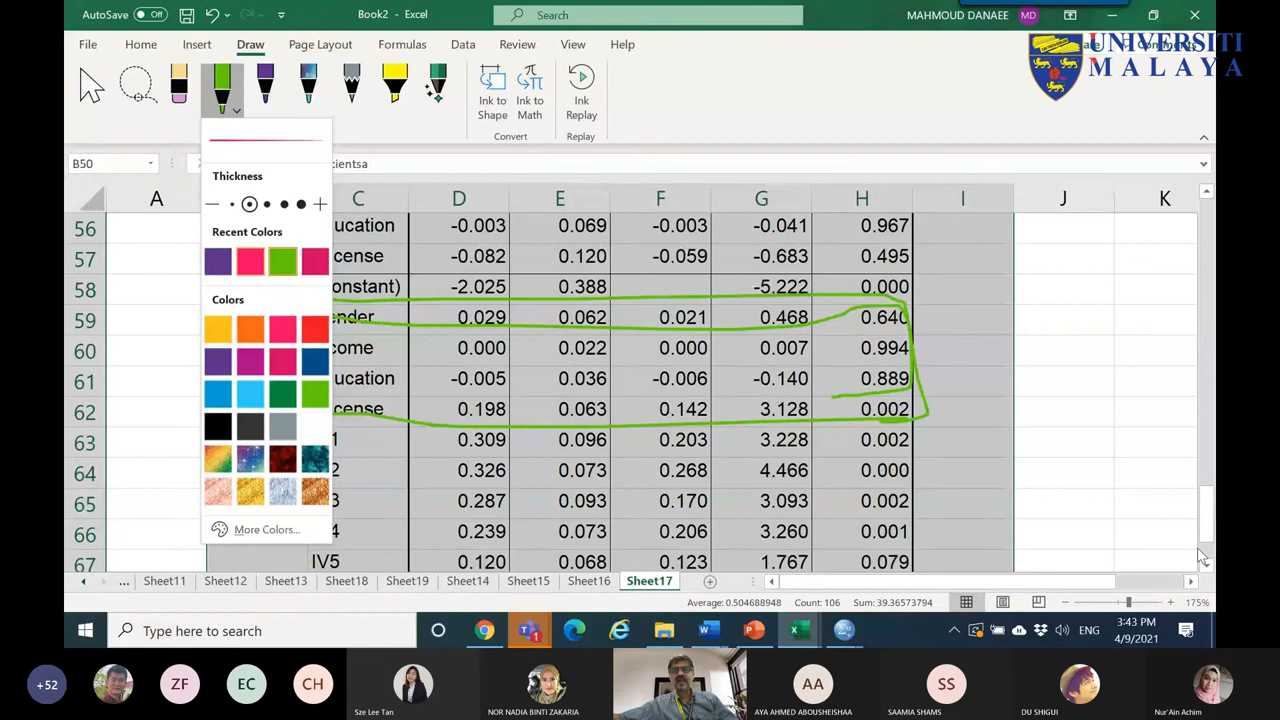 AutoSave Off Book2 - Excel Search MAHMOUD DANAEE MD
File Home Insert Draw Page Layout Formulas Data Review View Help
UNIVERSITI
MALAYA
Ink to Shape Ink to Math Ink Replay
Convert Replay
B50 cientsa
Thickness
Recent Colors
Colors
More Colors...
A C D E F G H I J K
56 ucation -0.003 0.069 -0.003 -0.041 0.967
57 cense -0.082 0.120 -0.059 -0.683 0.495
58 onstant) -2.025 0.388 -5.222 0.000
59 ender 0.029 0.062 0.021 0.468 0.640
60 come 0.000 0.022 0.000 0.007 0.994
61 ucation -0.005 0.036 -0.006 -0.140 0.889
62 cense 0.198 0.063 0.142 3.128 0.002
63 1 0.309 0.096 0.203 3.228 0.002
64 2 0.326 0.073 0.268 4.466 0.000
65 3 0.287 0.093 0.170 3.093 0.002
66 4 0.239 0.073 0.206 3.260 0.001
67 IV5 0.120 0.068 0.123 1.767 0.079
... Sheet11 Sheet12 Sheet13 Sheet18 Sheet19 Sheet14 Sheet15 Sheet16 Sheet17
Average: 0.504688948 Count: 106 Sum: 39.36573794 175%
Type here to search ENG 3:43 PM
4/9/2021
+52 ZF EC CH AA SS
Sze Lee Tan NOR NADIA BINTI ZAKARIA AYA AHMED ABOUSHEISHAA SAAMIA SHAMS DU SHIGUI Nur'Ain Achim